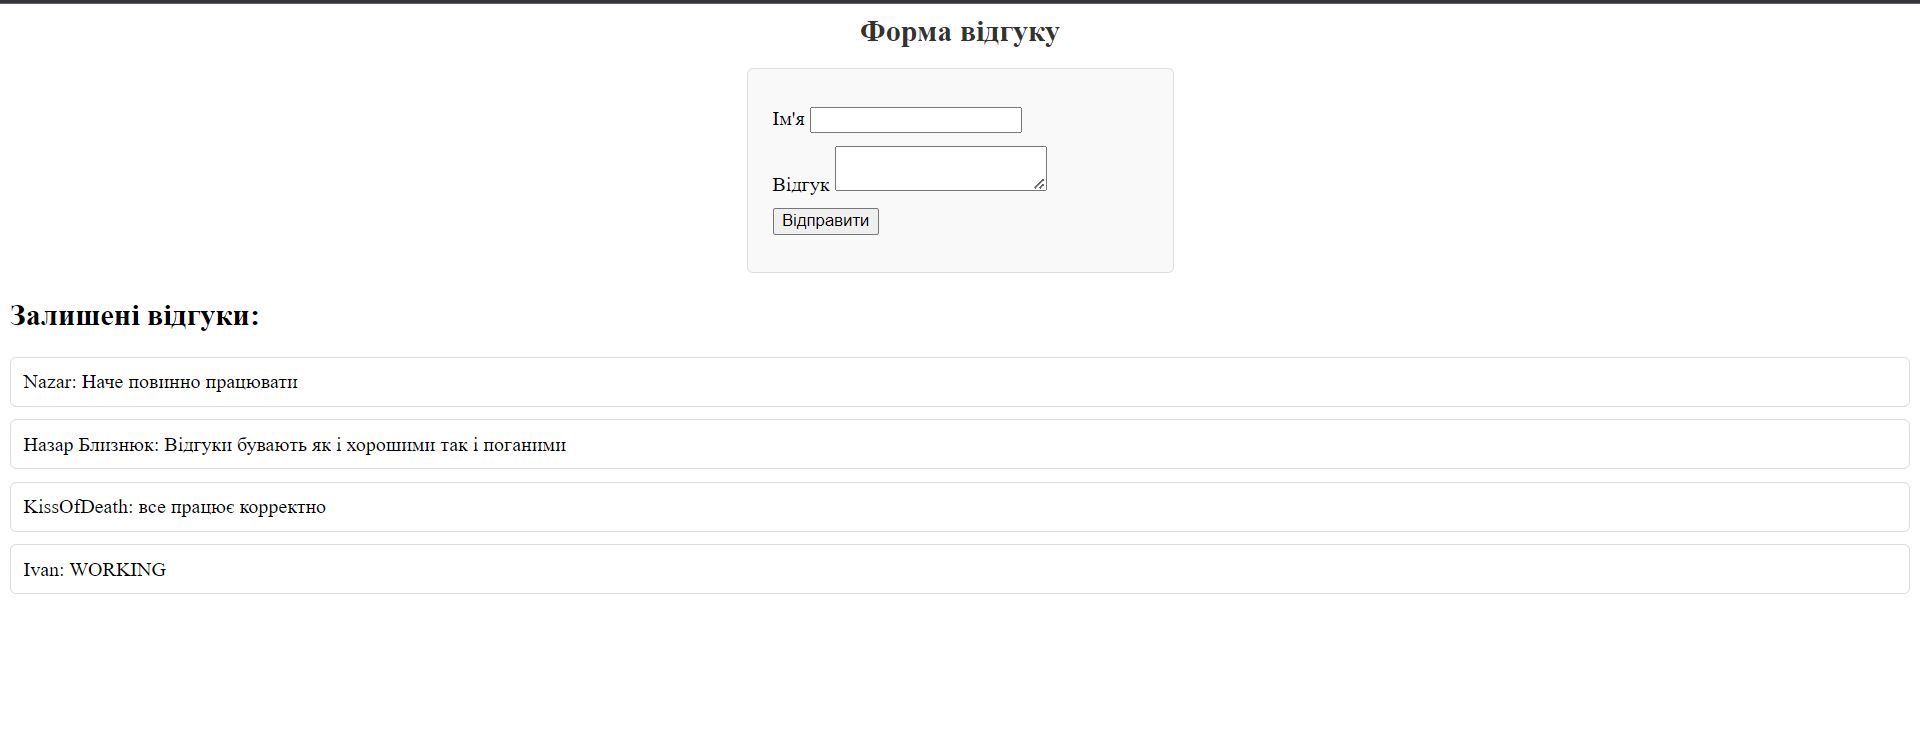 Форма відгуку
Ім'я
Відгук
Відправити
Залишені відгуки:
Nazar: Наче повинно працювати
Назар Близнюк: Відгуки бувають як і хорошими так і поганими
KissOfDeath: все працює корректно
Ivan: WORKING